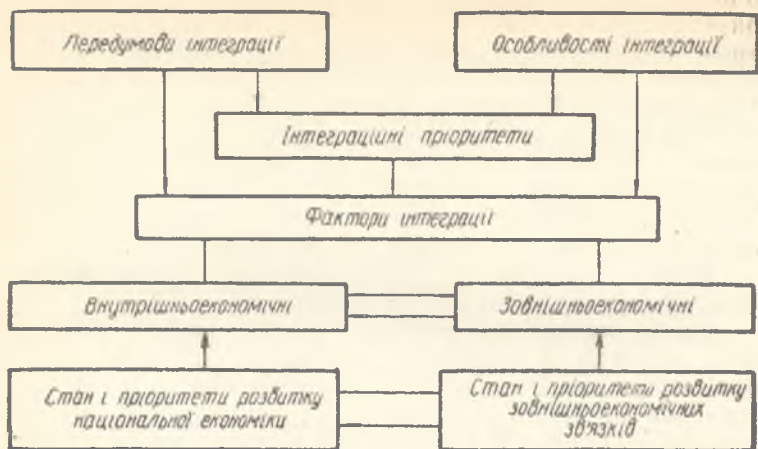 Передумови інтеграції
Особливості інтеграції
Інтеграційні пріоритети
Фактори інтеграції
Внутрішньоекономічні
Зовнішньоекономічні
Стан і пріоритети розвитку
національної економіки
Стан і пріоритети розвитку
зовнішньоекономічних
зв'язків